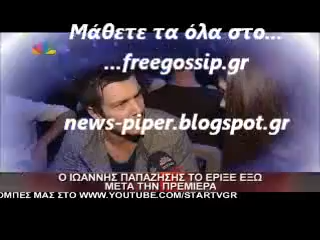 Μάθετε τα όλα στο...
...freegossip.gr
news-piper.blogspot.gr
Ο ΙΩΑΝΝΗΣ ΠΑΠΑΖΗΣΗΣ ΤΟ ΕΡΙΞΕ ΕΞΩ
ΜΕΤΑ ΤΗΝ ΠΡΕΜΙΕΡΑ
ΟΜΠΕΣ ΜΑΣ ΣΤΟ WWW.YOUTUBE.COM/STARTVGR